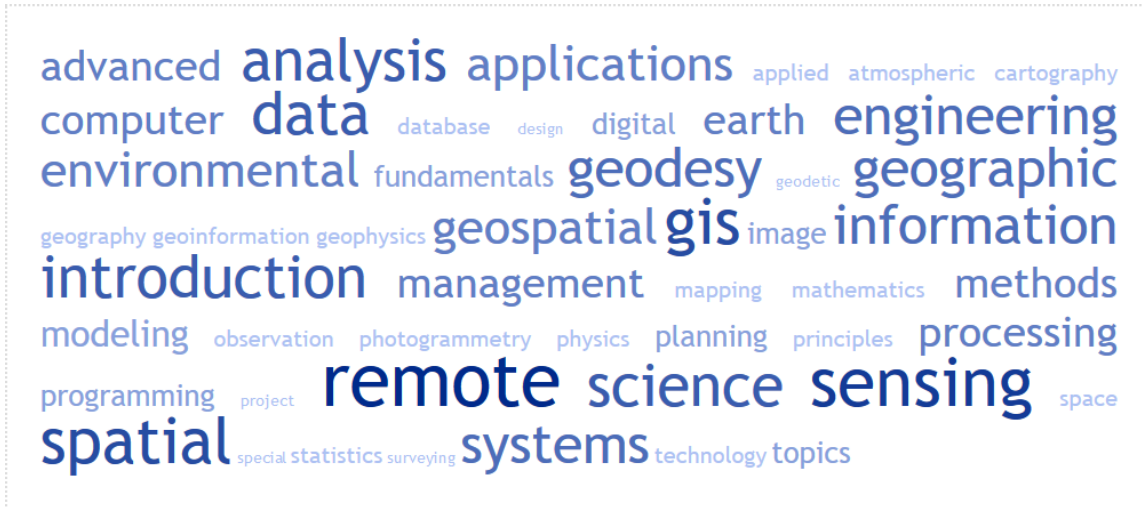 advanced analysis applications applied atmospheric cartography
computer data database design digital earth engineering
environmental fundamentals geodesy geodetic geographic
geography geoinformation geophysics geospatial gis image information
introduction management mapping mathematics methods
modeling observation photogrammetry physics planning principles processing
programming project remote science sensing space
spatial special statistics surveying systems technology topics